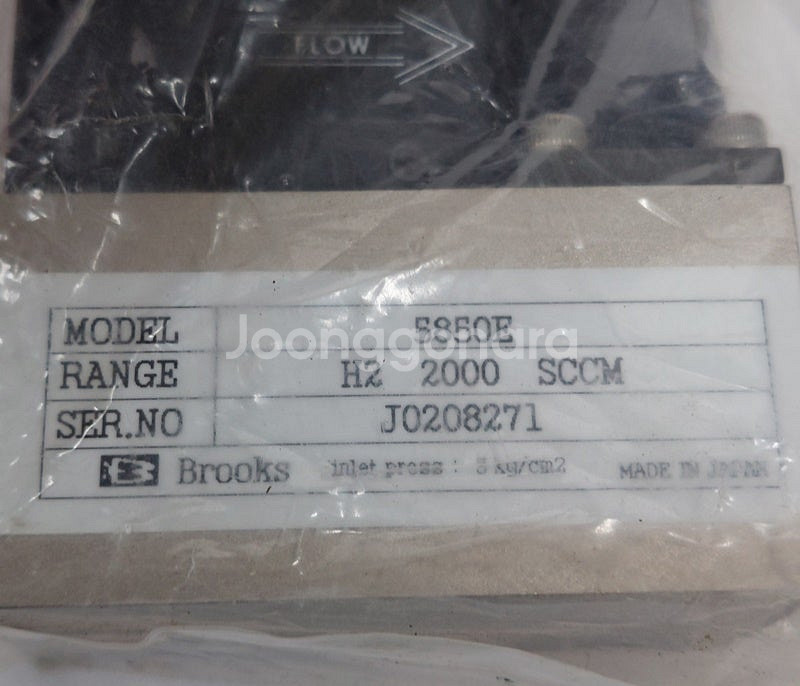 FLOW
MODEL 5850E
Joonggonara
RANGE H2 2000 SCCM
SER.NO J0208271
Brooks inlet press : 3 kg/cm2 MADE IN JAPAN